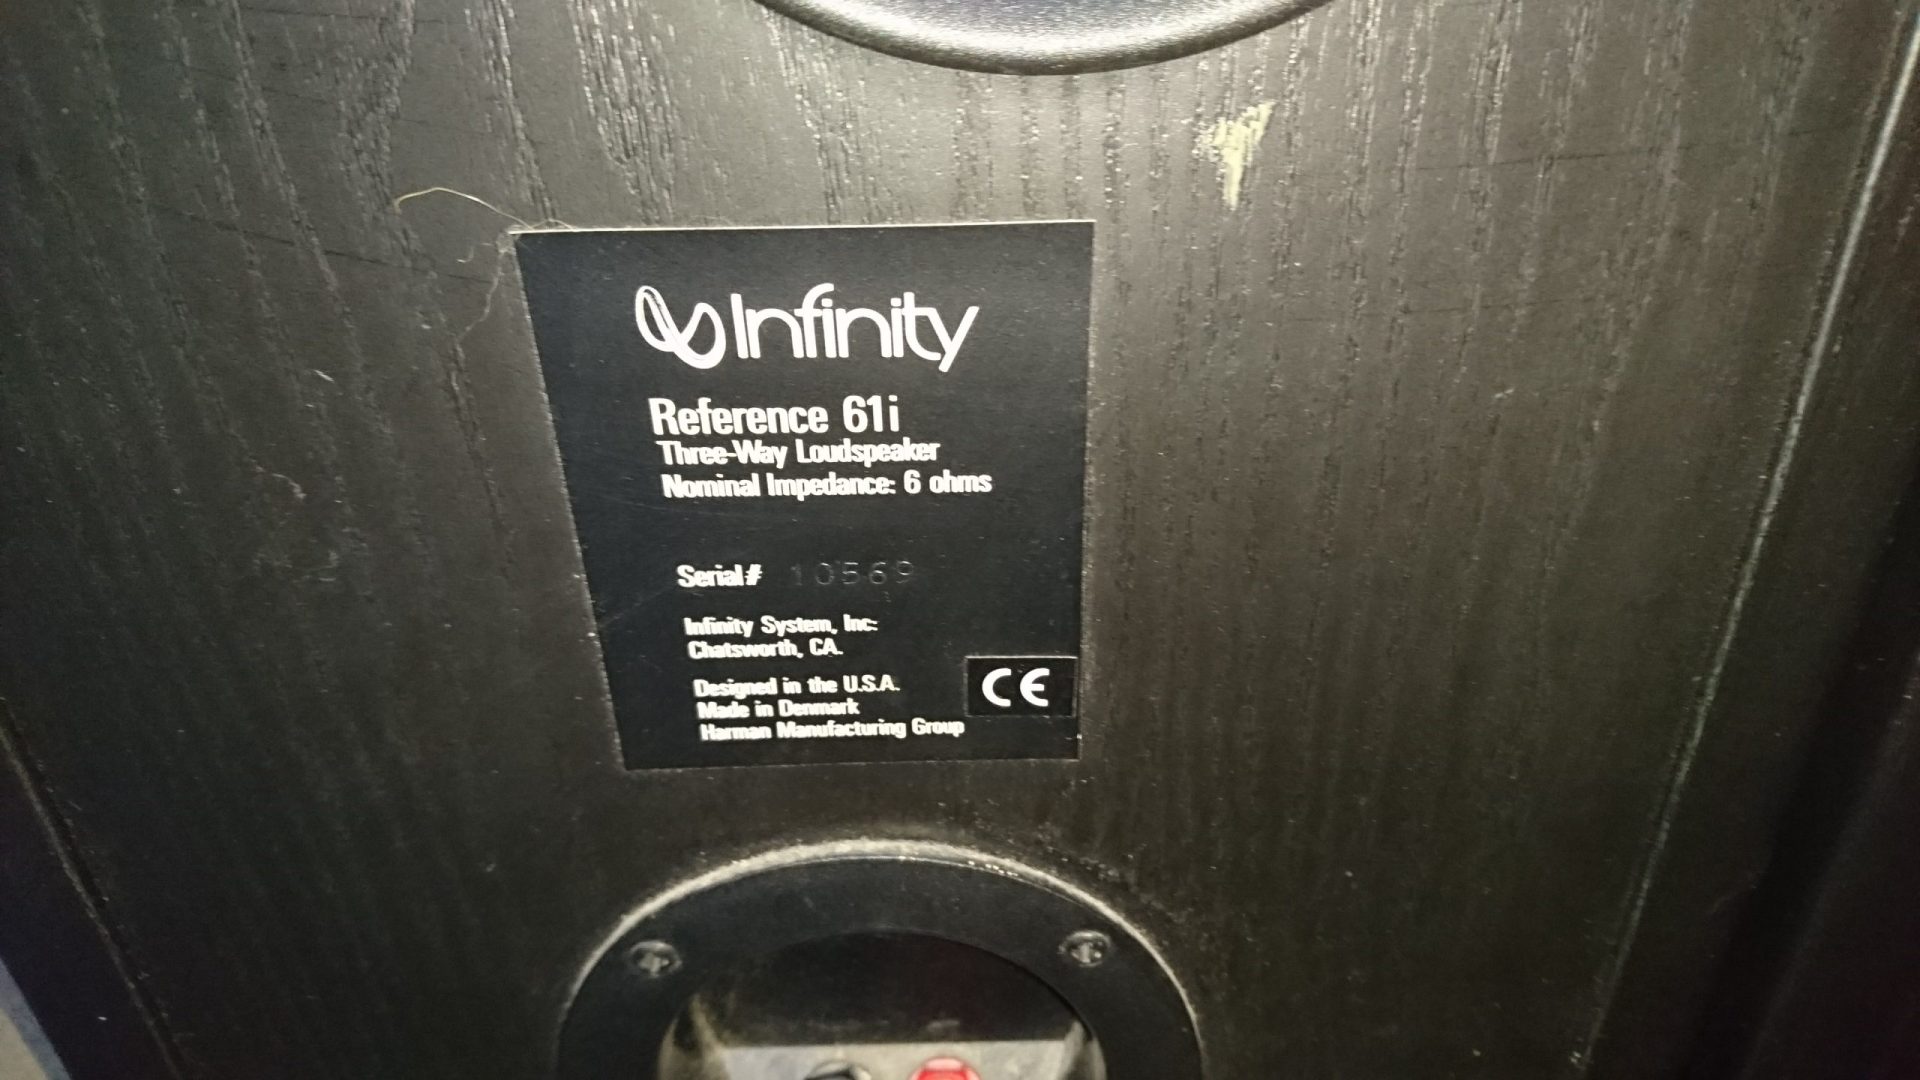 Infinity
Reference 61i
Three-Way Loudspeaker
Nominal Impedance: 6 ohms
Serial# 10569
Infinity System, Inc.
Chatsworth, CA.
Designed in the U.S.A.
Made in Denmark
Harman Manufacturing Group
CE